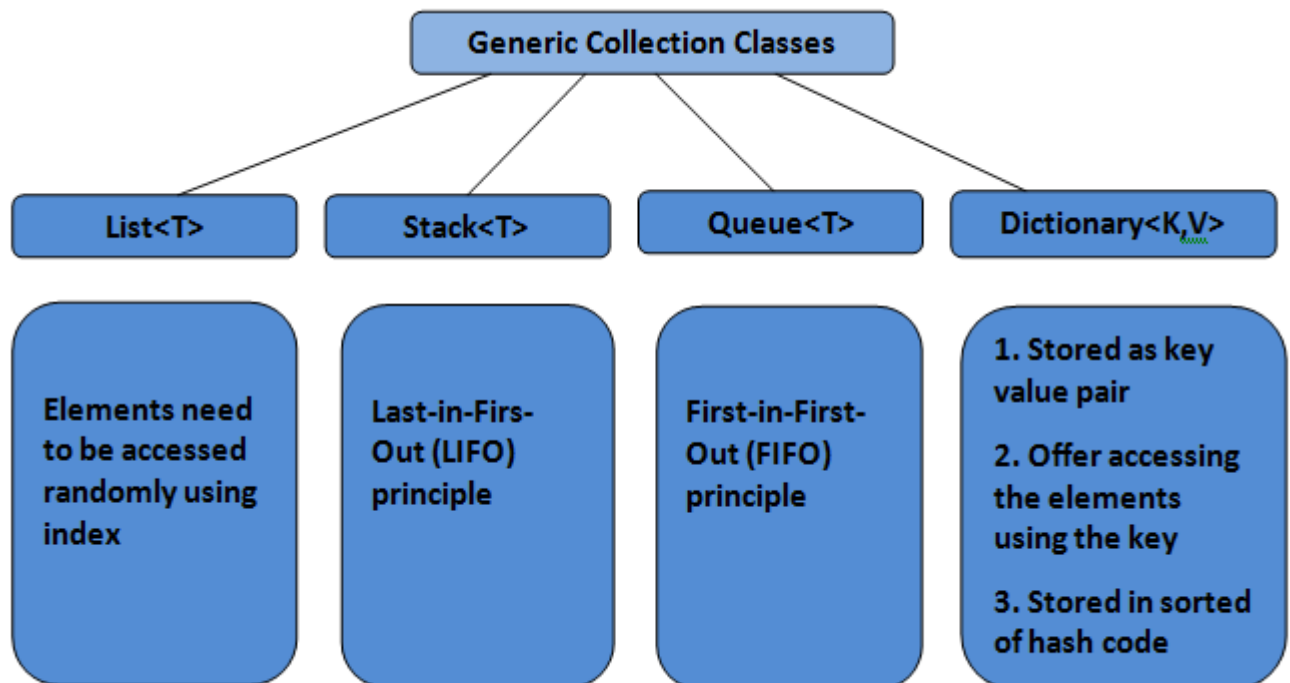 Generic Collection Classes
List<T>
Stack<T>
Queue<T>
Dictionary<K,V>
Elements need
to be accessed
randomly using
index
Last-in-Firs-
Out (LIFO)
principle
First-in-First-
Out (FIFO)
principle
1. Stored as key
value pair
2. Offer accessing
the elements
using the key
3. Stored in sorted
of hash code